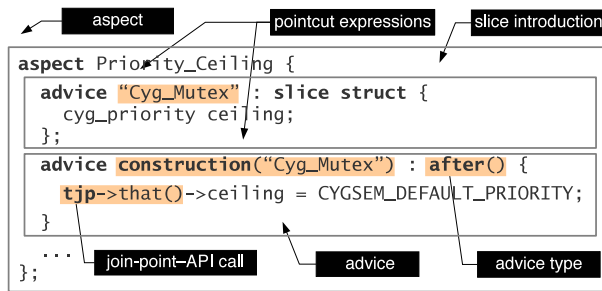 aspect
pointcut expressions
slice introduction
aspect Priority_Ceiling {
advice “Cyg_Mutex” : slice struct {
cyg_priority ceiling;
};
advice construction(“Cyg_Mutex”) : after() {
tjp->that()->ceiling = CYGSEM_DEFAULT_PRIORITY;
}
...
join-point–API call
advice
advice type
};